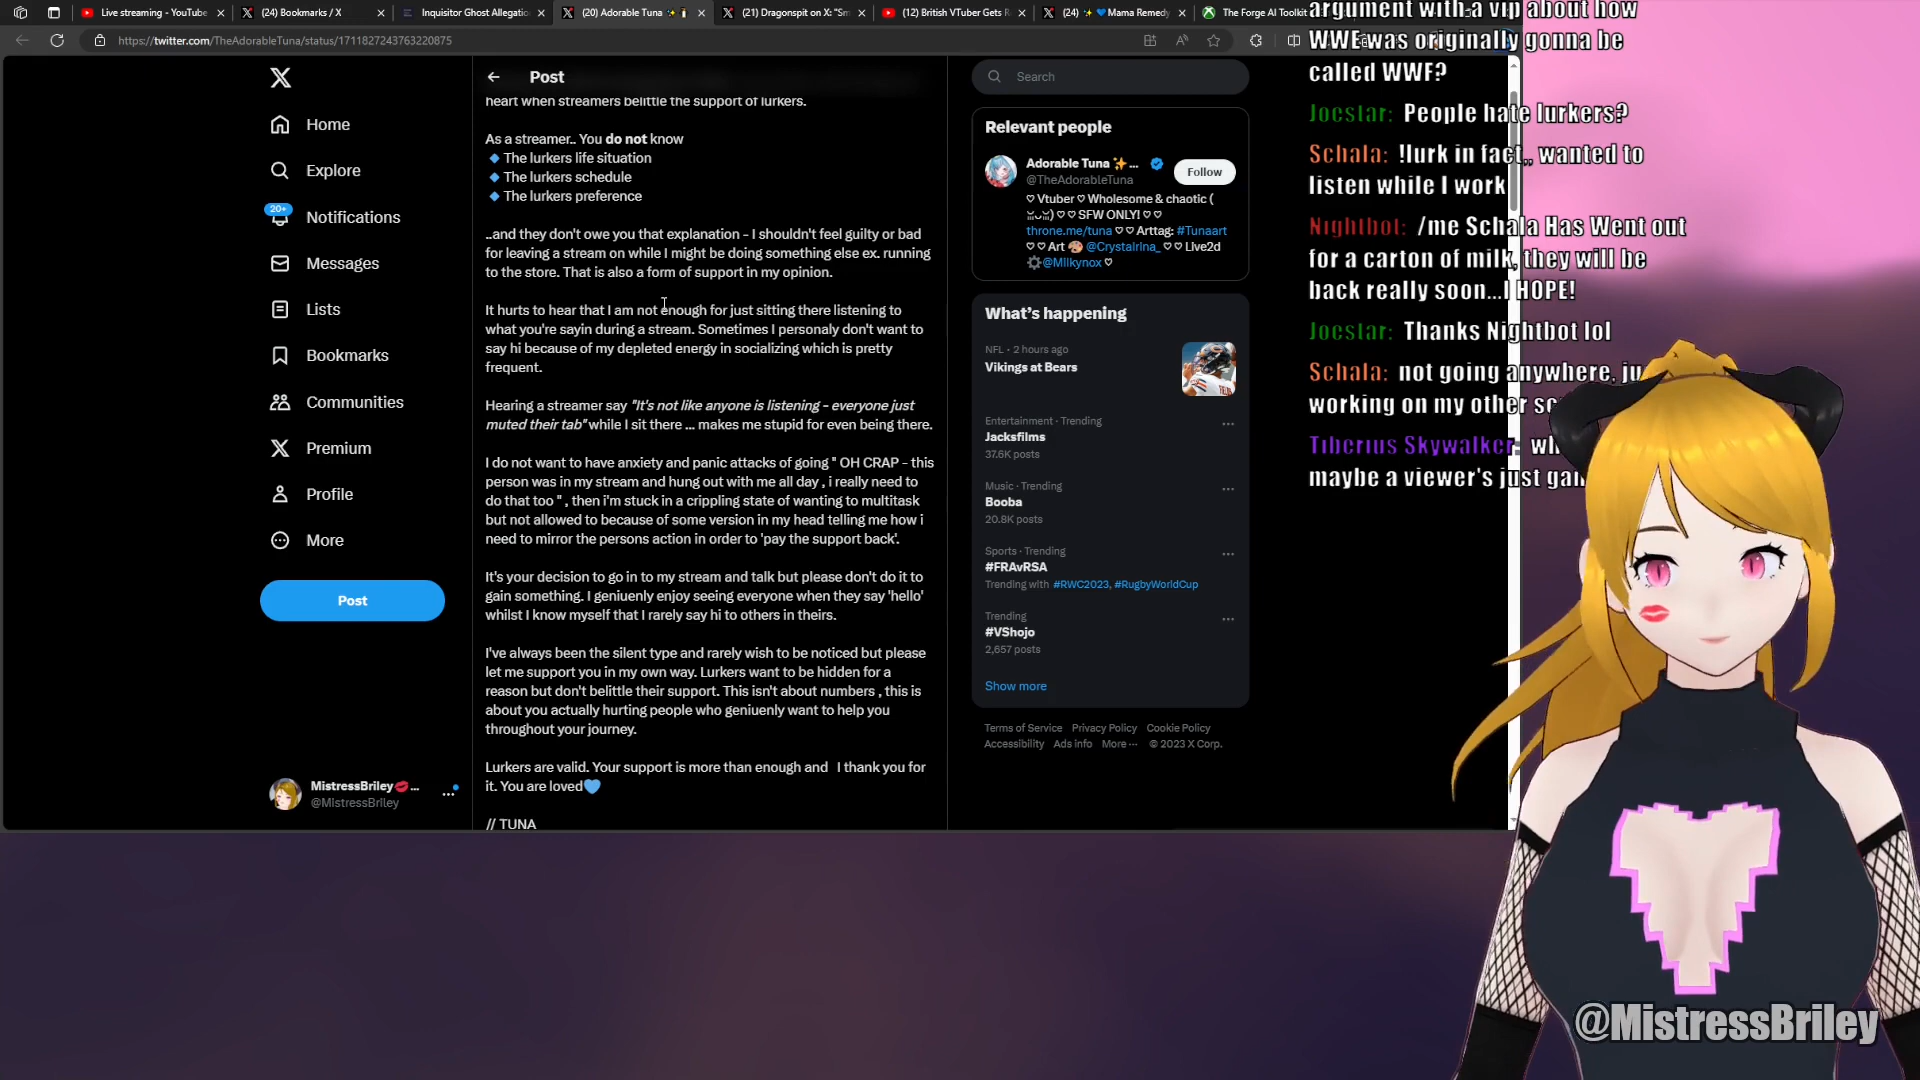 Live streaming - YouTube
(24) Bookmarks / X
Inquisitor Ghost Allegatio
(20) Adorable Tuna
(21) Dragonspit on X: "Sm
(12) British VTuber Gets R
(24) Mama Remedy
The Forge AI Toolkit
https://twitter.com/TheAdorableTuna/status/1711827243763220875
Home
Explore
20+
Notifications
Messages
Lists
Bookmarks
Communities
Premium
Profile
More
Post
MistressBriley ...
@MistressBriley
Post
heart when streamers belittle the support of lurkers.
As a streamer.. You do not know
The lurkers life situation
The lurkers schedule
The lurkers preference
..and they don't owe you that explanation - I shouldn't feel guilty or bad
for leaving a stream on while I might be doing something else ex. running
to the store. That is also a form of support in my opinion.
It hurts to hear that I am not enough for just sitting there listening to
what you're sayin during a stream. Sometimes I personaly don't want to
say hi because of my depleted energy in socializing which is pretty
frequent.
Hearing a streamer say "It's not like anyone is listening - everyone just
muted their tab" while I sit there ... makes me stupid for even being there.
I do not want to have anxiety and panic attacks of going " OH CRAP - this
person was in my stream and hung out with me all day , i really need to
do that too " , then i'm stuck in a crippling state of wanting to multitask
but not allowed to because of some version in my head telling me how i
need to mirror the persons action in order to 'pay the support back'.
It's your decision to go in to my stream and talk but please don't do it to
gain something. I geniuenly enjoy seeing everyone when they say 'hello'
whilst I know myself that I rarely say hi to others in theirs.
I've always been the silent type and rarely wish to be noticed but please
let me support you in my own way. Lurkers want to be hidden for a
reason but don't belittle their support. This isn't about numbers , this is
about you actually hurting people who geniuenly want to help you
throughout your journey.
Lurkers are valid. Your support is more than enough and I thank you for
it. You are loved
// TUNA
Search
Relevant people
Adorable Tuna ...
@TheAdorableTuna
Follow
♡ Vtuber ♡ Wholesome & chaotic (
♡ ♡ SFW ONLY! ♡ ♡
throne.me/tuna ♡ ♡ Arttag: #Tunaart
♡ ♡ Art @CrystalrIna_ ♡ ♡ Live2d
@Milkynox ♡
What's happening
NFL · 2 hours ago
Vikings at Bears
Entertainment · Trending
Jacksfilms
37.6K posts
Music · Trending
Booba
20.8K posts
Sports · Trending
#FRAvRSA
Trending with #RWC2023, #RugbyWorldCup
Trending
#VShojo
2,657 posts
Show more
Terms of Service Privacy Policy Cookie Policy
Accessibility Ads info More ··· © 2023 X Corp.
argument with a vip about how
WWE was originally gonna be
called WWF?
Joestar: People hate lurkers?
Schala: !lurk in fact,, wanted to
listen while I work
Nightbot: /me Schala Has Went out
for a carton of milk, they will be
back really soon...I HOPE!
Joestar: Thanks Nightbot lol
Schala: not going anywhere,
working on my other
Tiberius Skywalker:
maybe a viewer's just
@MistressBriley